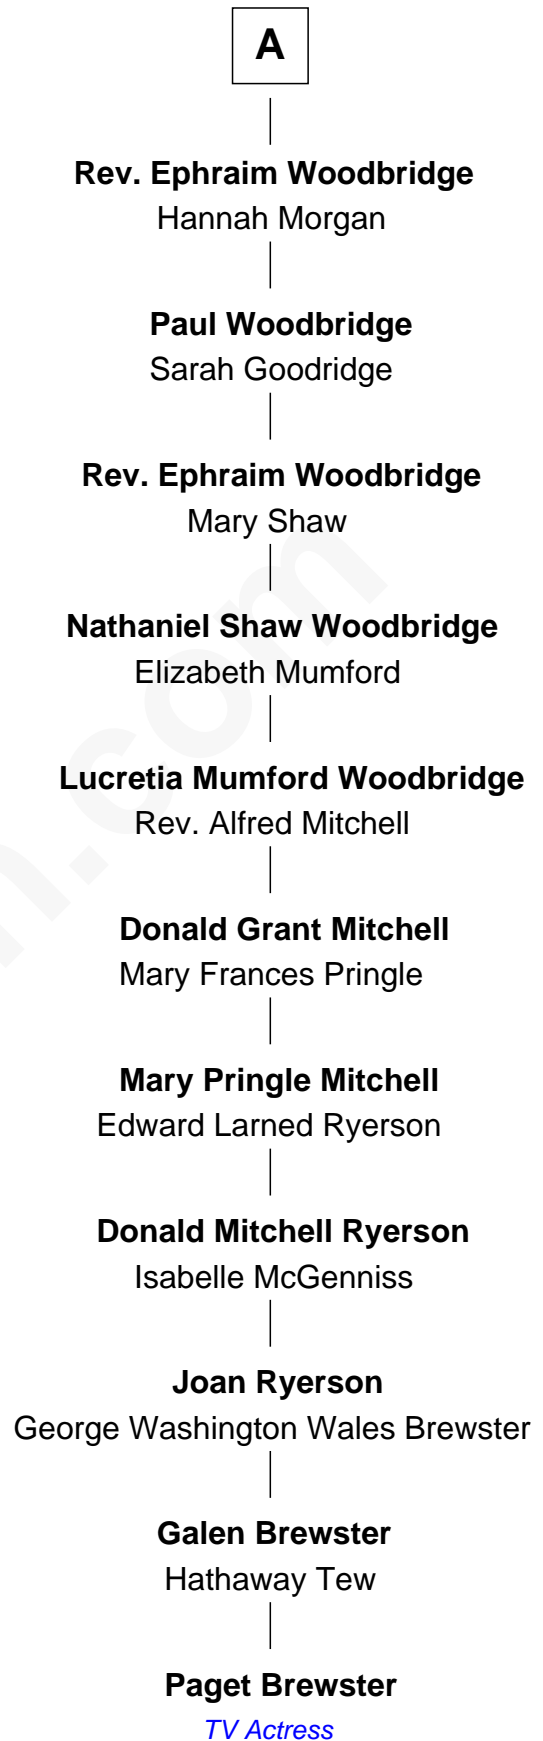 A
Rev. Ephraim Woodbridge
Hannah Morgan
Paul Woodbridge
Sarah Goodridge
Rev. Ephraim Woodbridge
Mary Shaw
Nathaniel Shaw Woodbridge
Elizabeth Mumford
Lucretia Mumford Woodbridge
Rev. Alfred Mitchell
Donald Grant Mitchell
Mary Frances Pringle
Mary Pringle Mitchell
Edward Larned Ryerson
Donald Mitchell Ryerson
Isabelle McGenniss
Joan Ryerson
George Washington Wales Brewster
Galen Brewster
Hathaway Tew
Paget Brewster
TV Actress
n.com